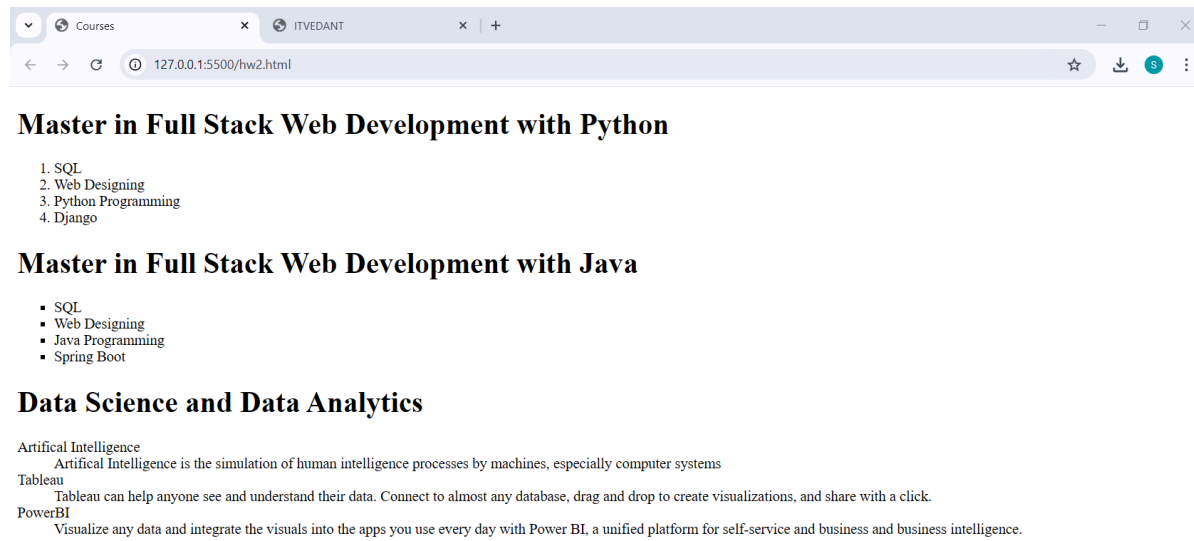 Courses
ITVEDANT
127.0.0.1:5500/hw2.html
S
Master in Full Stack Web Development with Python
1. SQL
2. Web Designing
3. Python Programming
4. Django
Master in Full Stack Web Development with Java
▪ SQL
▪ Web Designing
▪ Java Programming
▪ Spring Boot
Data Science and Data Analytics
Artifical Intelligence
Artifical Intelligence is the simulation of human intelligence processes by machines, especially computer systems
Tableau
Tableau can help anyone see and understand their data. Connect to almost any database, drag and drop to create visualizations, and share with a click.
PowerBI
Visualize any data and integrate the visuals into the apps you use every day with Power BI, a unified platform for self-service and business and business intelligence.